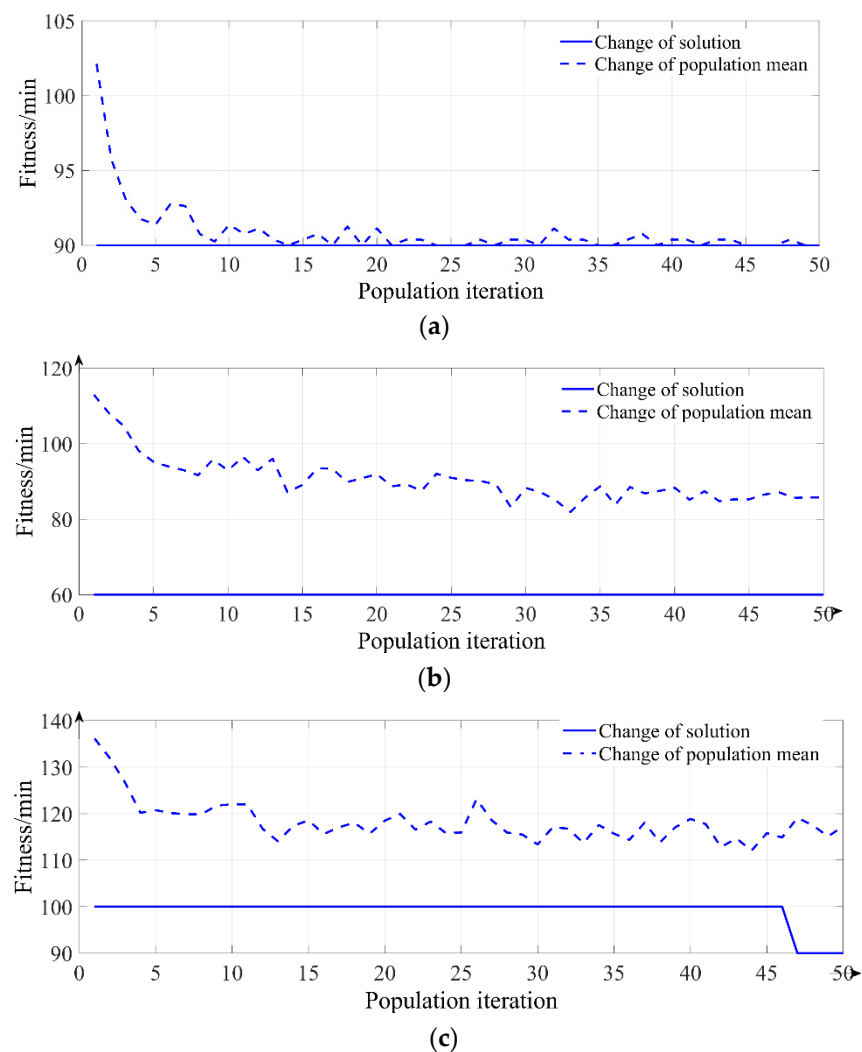 105
100
95
90
Fitness/min
Change of solution
Change of population mean
0 5 10 15 20 25 30 35 40 45 50
Population iteration
(a)
120
100
80
60
Fitness/min
Change of solution
Change of population mean
0 5 10 15 20 25 30 35 40 45 50
Population iteration
(b)
140
130
120
110
100
90
Fitness/min
Change of solution
Change of population mean
0 5 10 15 20 25 30 35 40 45 50
Population iteration
(c)